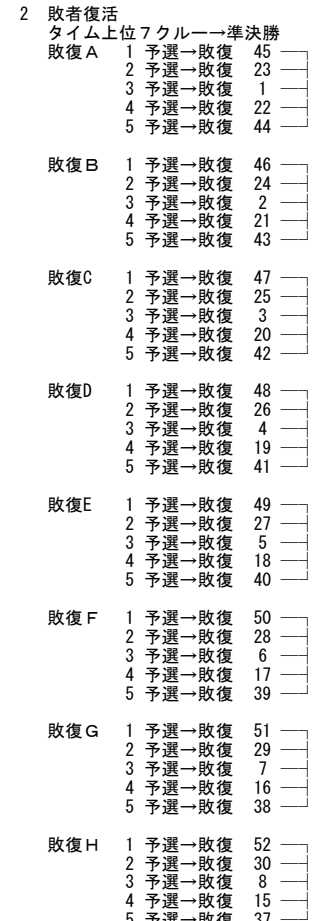 2 敗者復活
タイム上位７クルー→準決勝
敗復Ａ 1 予選→敗復 45
2 予選→敗復 23
3 予選→敗復 1
4 予選→敗復 22
5 予選→敗復 44
敗復Ｂ 1 予選→敗復 46
2 予選→敗復 24
3 予選→敗復 2
4 予選→敗復 21
5 予選→敗復 43
敗復C 1 予選→敗復 47
2 予選→敗復 25
3 予選→敗復 3
4 予選→敗復 20
5 予選→敗復 42
敗復D 1 予選→敗復 48
2 予選→敗復 26
3 予選→敗復 4
4 予選→敗復 19
5 予選→敗復 41
敗復E 1 予選→敗復 49
2 予選→敗復 27
3 予選→敗復 5
4 予選→敗復 18
5 予選→敗復 40
敗復Ｆ 1 予選→敗復 50
2 予選→敗復 28
3 予選→敗復 6
4 予選→敗復 17
5 予選→敗復 39
敗復Ｇ 1 予選→敗復 51
2 予選→敗復 29
3 予選→敗復 7
4 予選→敗復 16
5 予選→敗復 38
敗復Ｈ 1 予選→敗復 52
2 予選→敗復 30
3 予選→敗復 8
4 予選→敗復 15
5 予選→敗復 37